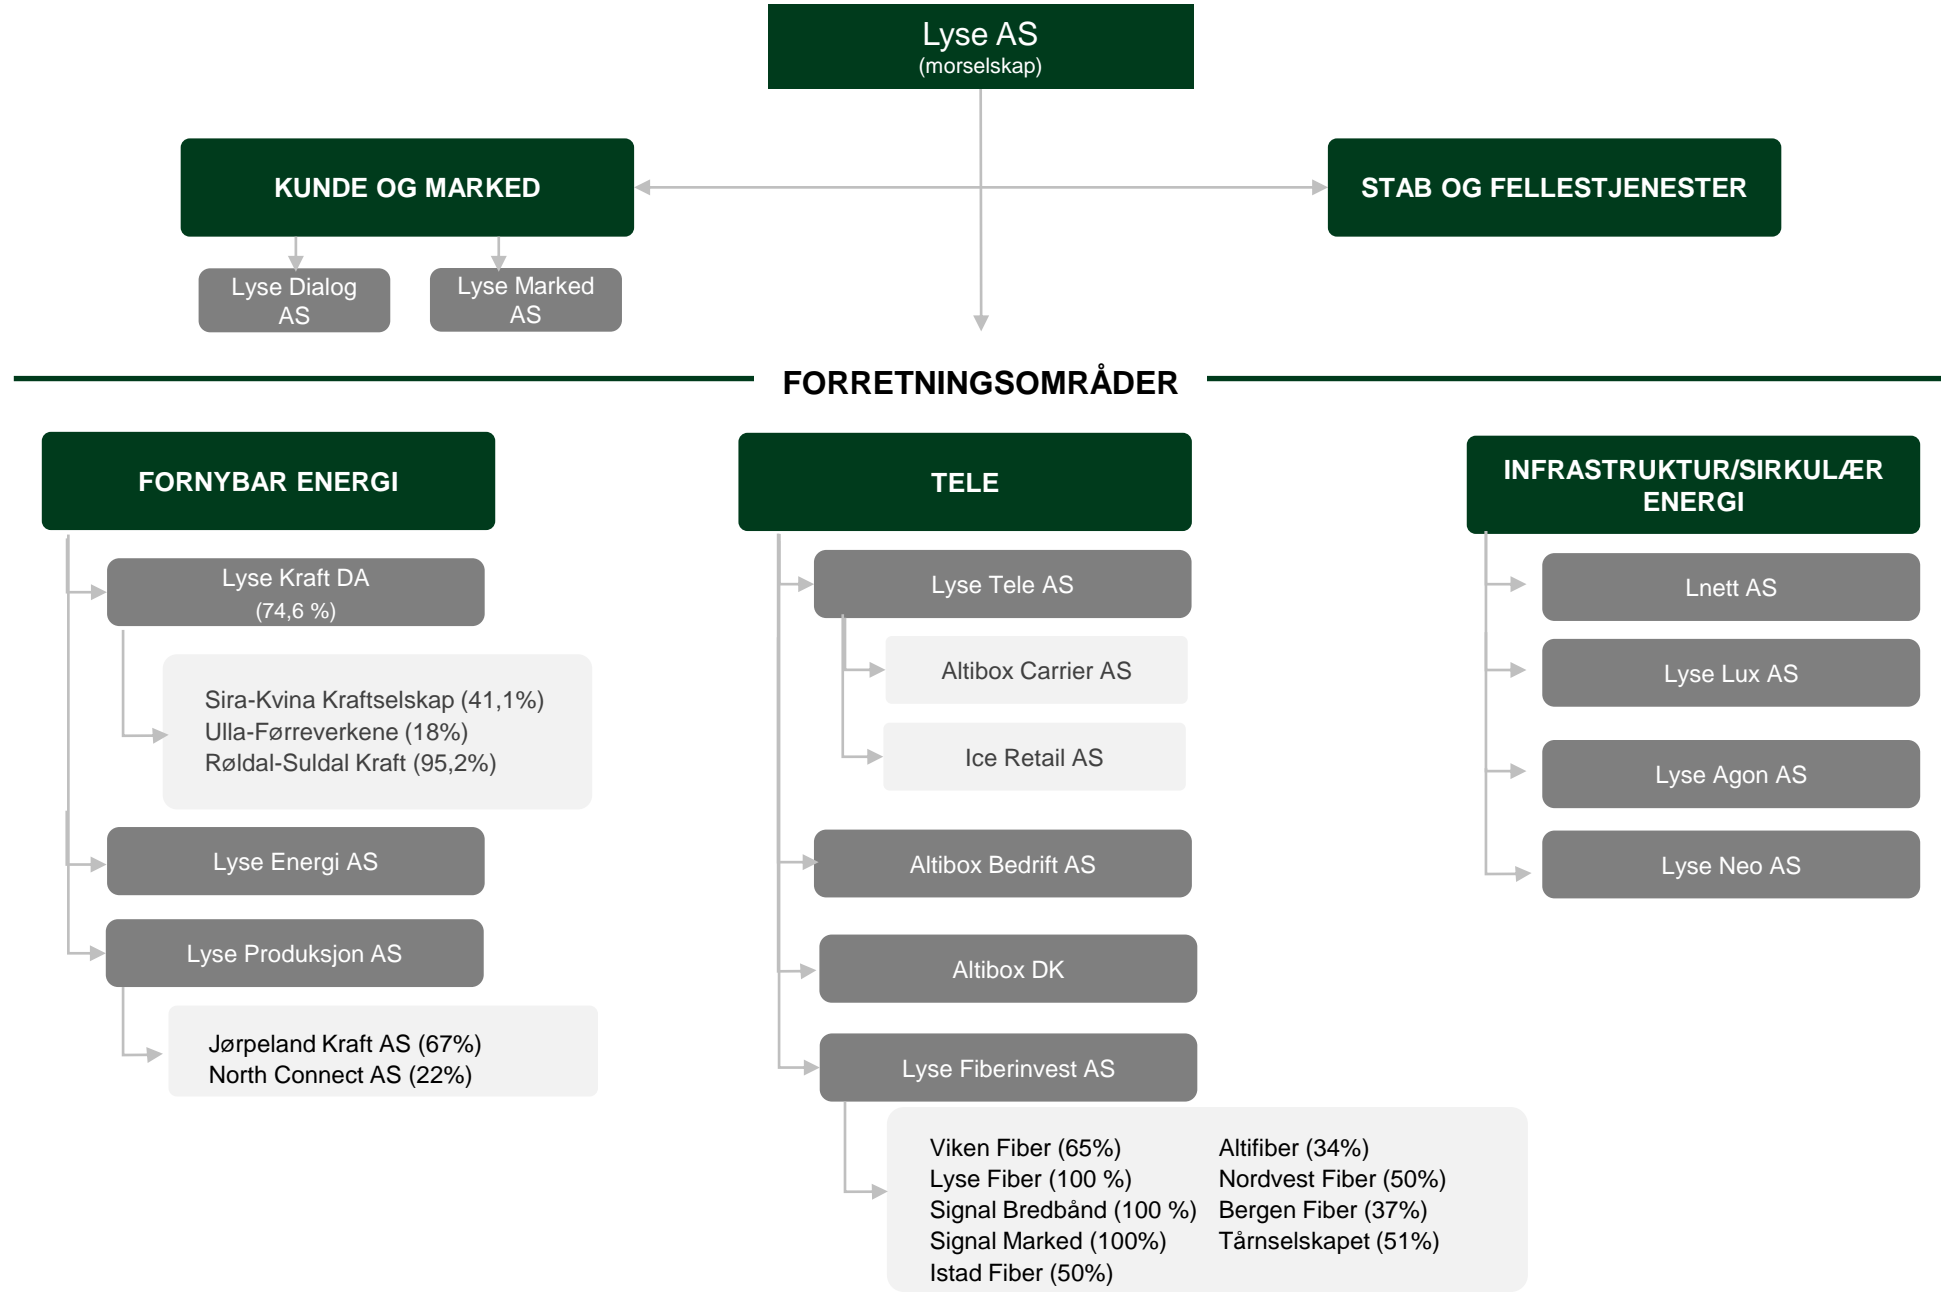 Lyse AS
(morselskap)
KUNDE OG MARKED
STAB OG FELLESTJENESTER
Lyse Dialog
AS
Lyse Marked
AS
FORRETNINGSOMRÅDER
FORNYBAR ENERGI
Lyse Kraft DA
(74,6 %)
Sira-Kvina Kraftselskap (41,1%)
Ulla-Førreverkene (18%)
Røldal-Suldal Kraft (95,2%)
Lyse Energi AS
Lyse Produksjon AS
Jørpeland Kraft AS (67%)
North Connect AS (22%)
TELE
Lyse Tele AS
Altibox Carrier AS
Ice Retail AS
Altibox Bedrift AS
Altibox DK
Lyse Fiberinvest AS
Viken Fiber (65%)
Lyse Fiber (100 %)
Signal Bredbånd (100 %)
Signal Marked (100%)
Istad Fiber (50%)
Altifiber (34%)
Nordvest Fiber (50%)
Bergen Fiber (37%)
Tårnselskapet (51%)
INFRASTRUKTUR/SIRKULÆR
ENERGI
Lnett AS
Lyse Lux AS
Lyse Agon AS
Lyse Neo AS